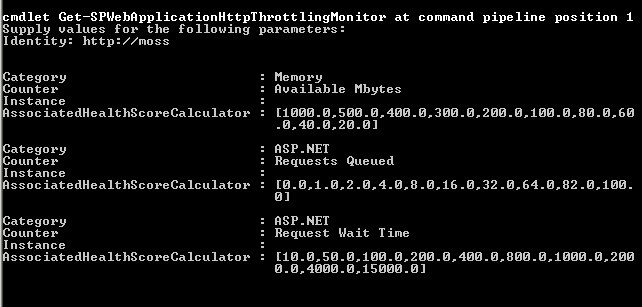 cmdlet Get-SPWebApplicationHttpThrottlingMonitor at command pipeline position 1
Supply values for the following parameters:
Identity: http://moss
Category : Memory
Counter : Available Mbytes
Instance :
AssociatedHealthScoreCalculator : [1000.0,500.0,400.0,300.0,200.0,100.0,80.0,60
.0,40.0,20.0]
Category : ASP.NET
Counter : Requests Queued
Instance :
AssociatedHealthScoreCalculator : [0.0,1.0,2.0,4.0,8.0,16.0,32.0,64.0,82.0,100.
0]
Category : ASP.NET
Counter : Request Wait Time
Instance :
AssociatedHealthScoreCalculator : [10.0,50.0,100.0,200.0,400.0,800.0,1000.0,200
0.0,4000.0,15000.0]